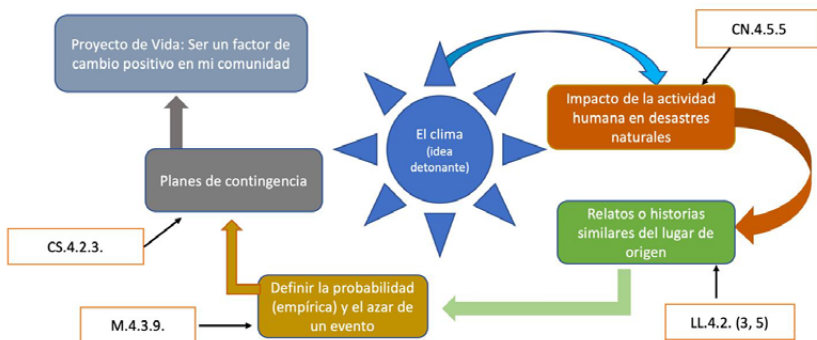 Proyecto de Vida: Ser un factor de
cambio positivo en mi comunidad
CN.4.5.5
El clima
(idea
detonante)
Impacto de la actividad
humana en desastres
naturales
Planes de contingencia
Relatos o historias
similares del lugar de
origen
CS.4.2.3.
Definir la probabilidad
(empírica) y el azar de
un evento
M.4.3.9.
LL.4.2. (3, 5)